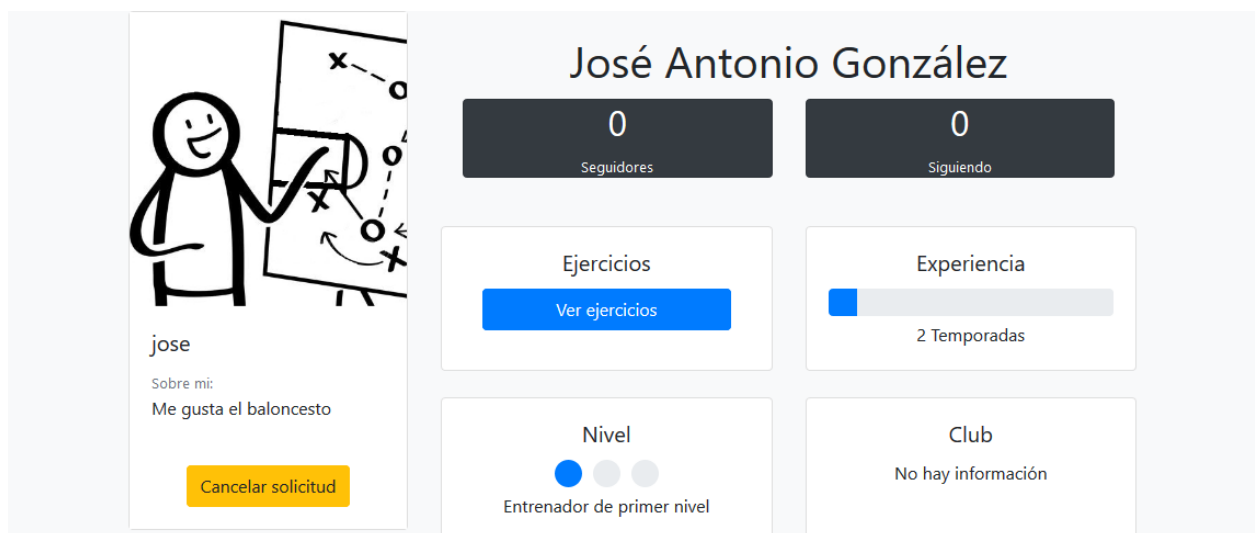 José Antonio González
0
Seguidores
0
Siguiendo
jose
Sobre mi:
Me gusta el baloncesto
Cancelar solicitud
Ejercicios
Ver ejercicios
Experiencia
2 Temporadas
Nivel
Entrenador de primer nivel
Club
No hay información